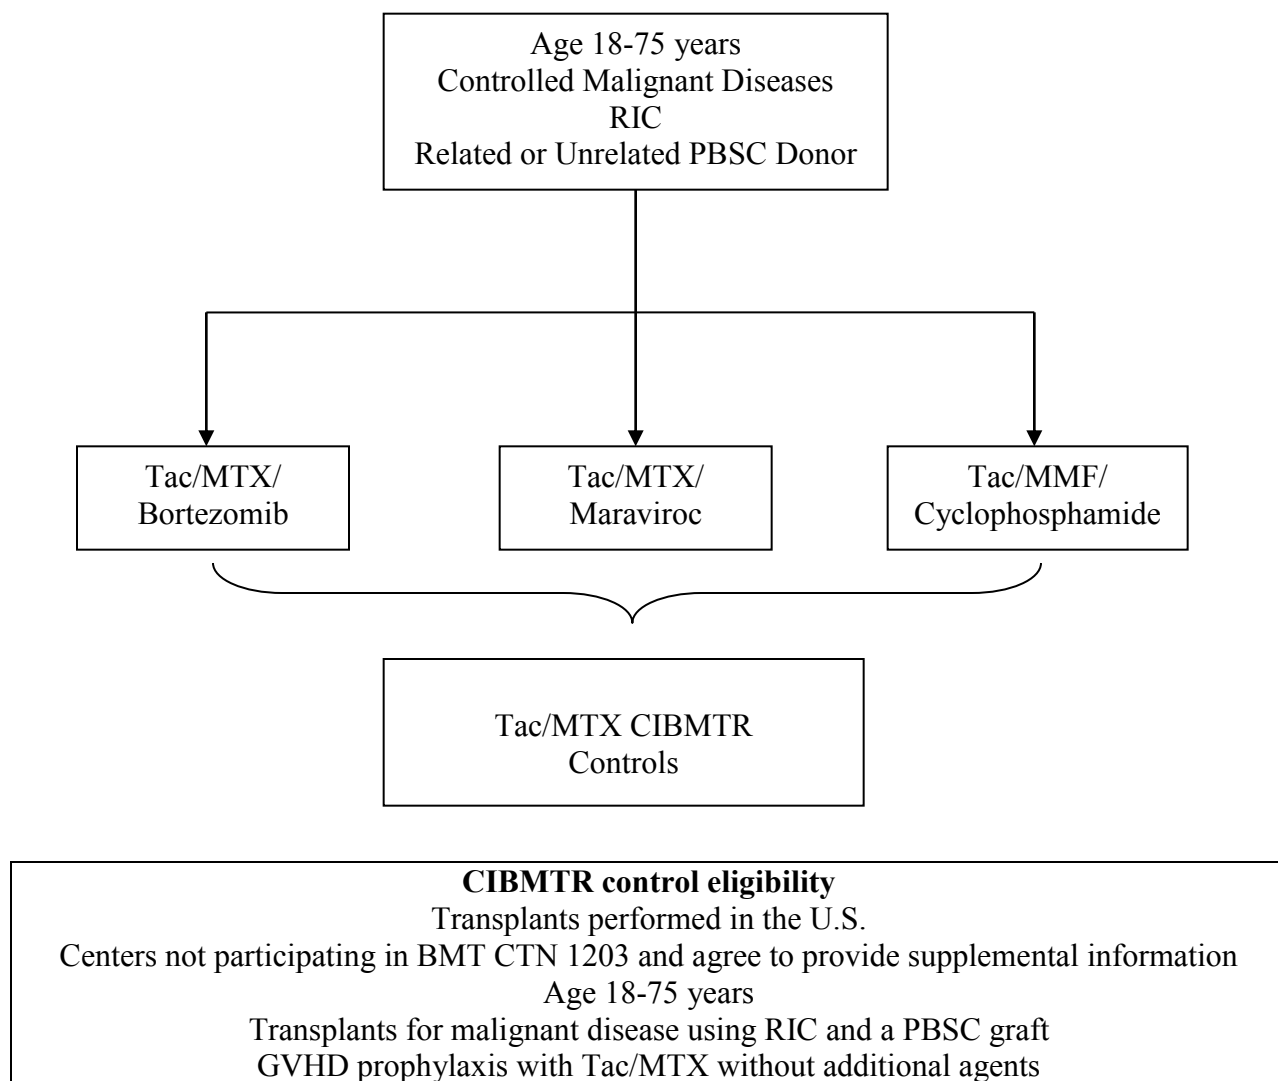 Age 18-75 years
Controlled Malignant Diseases
RIC
Related or Unrelated PBSC Donor
Tac/MTX/
Bortezomib
Tac/MTX/
Maraviroc
Tac/MMF/
Cyclophosphamide
Tac/MTX CIBMTR
Controls
CIBMTR control eligibility
Transplants performed in the U.S.
Centers not participating in BMT CTN 1203 and agree to provide supplemental information
Age 18-75 years
Transplants for malignant disease using RIC and a PBSC graft
GVHD prophylaxis with Tac/MTX without additional agents